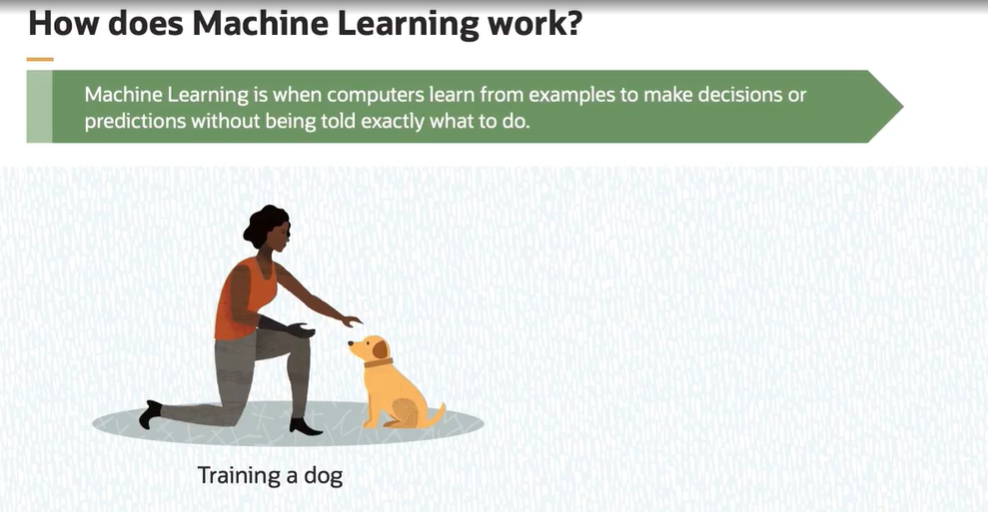 How does Machine Learning work?
Machine Learning is when computers learn from examples to make decisions or
predictions without being told exactly what to do.
Training a dog